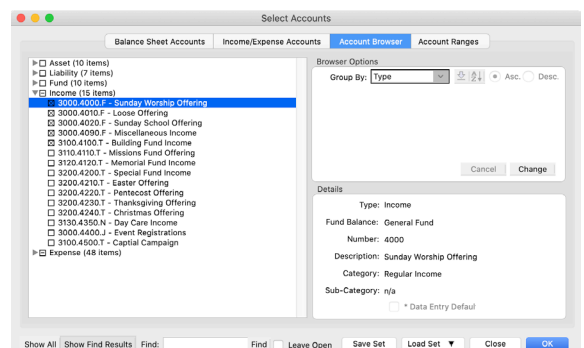 Select Accounts
Balance Sheet Accounts Income/Expense Accounts Account Browser Account Ranges
Asset (10 items)
Liability (7 items)
Fund (10 items)
Income (15 items)
3000.4000.F - Sunday Worship Offering
3000.4010.F - Loose Offering
3000.4020.F - Sunday School Offering
3000.4090.F - Miscellaneous Income
3100.4100.T - Building Fund Income
3110.4110.T - Missions Fund Offering
3120.4120.T - Memorial Fund Income
3200.4200.T - Special Fund Income
3200.4210.T - Easter Offering
3200.4220.T - Pentecost Offering
3200.4230.T - Thanksgiving Offering
3200.4240.T - Christmas Offering
3130.4350.N - Day Care Income
3000.4400.J - Event Registrations
3100.4500.T - Captial Campaign
Expense (48 items)
Browser Options
Group By: Type Asc. Desc.
Cancel Change
Details
Type: Income
Fund Balance: General Fund
Number: 4000
Description: Sunday Worship Offering
Category: Regular Income
Sub-Category: n/a
* Data Entry Defaul
Show All Show Find Results Find: Find Leave Open Save Set Load Set Close OK